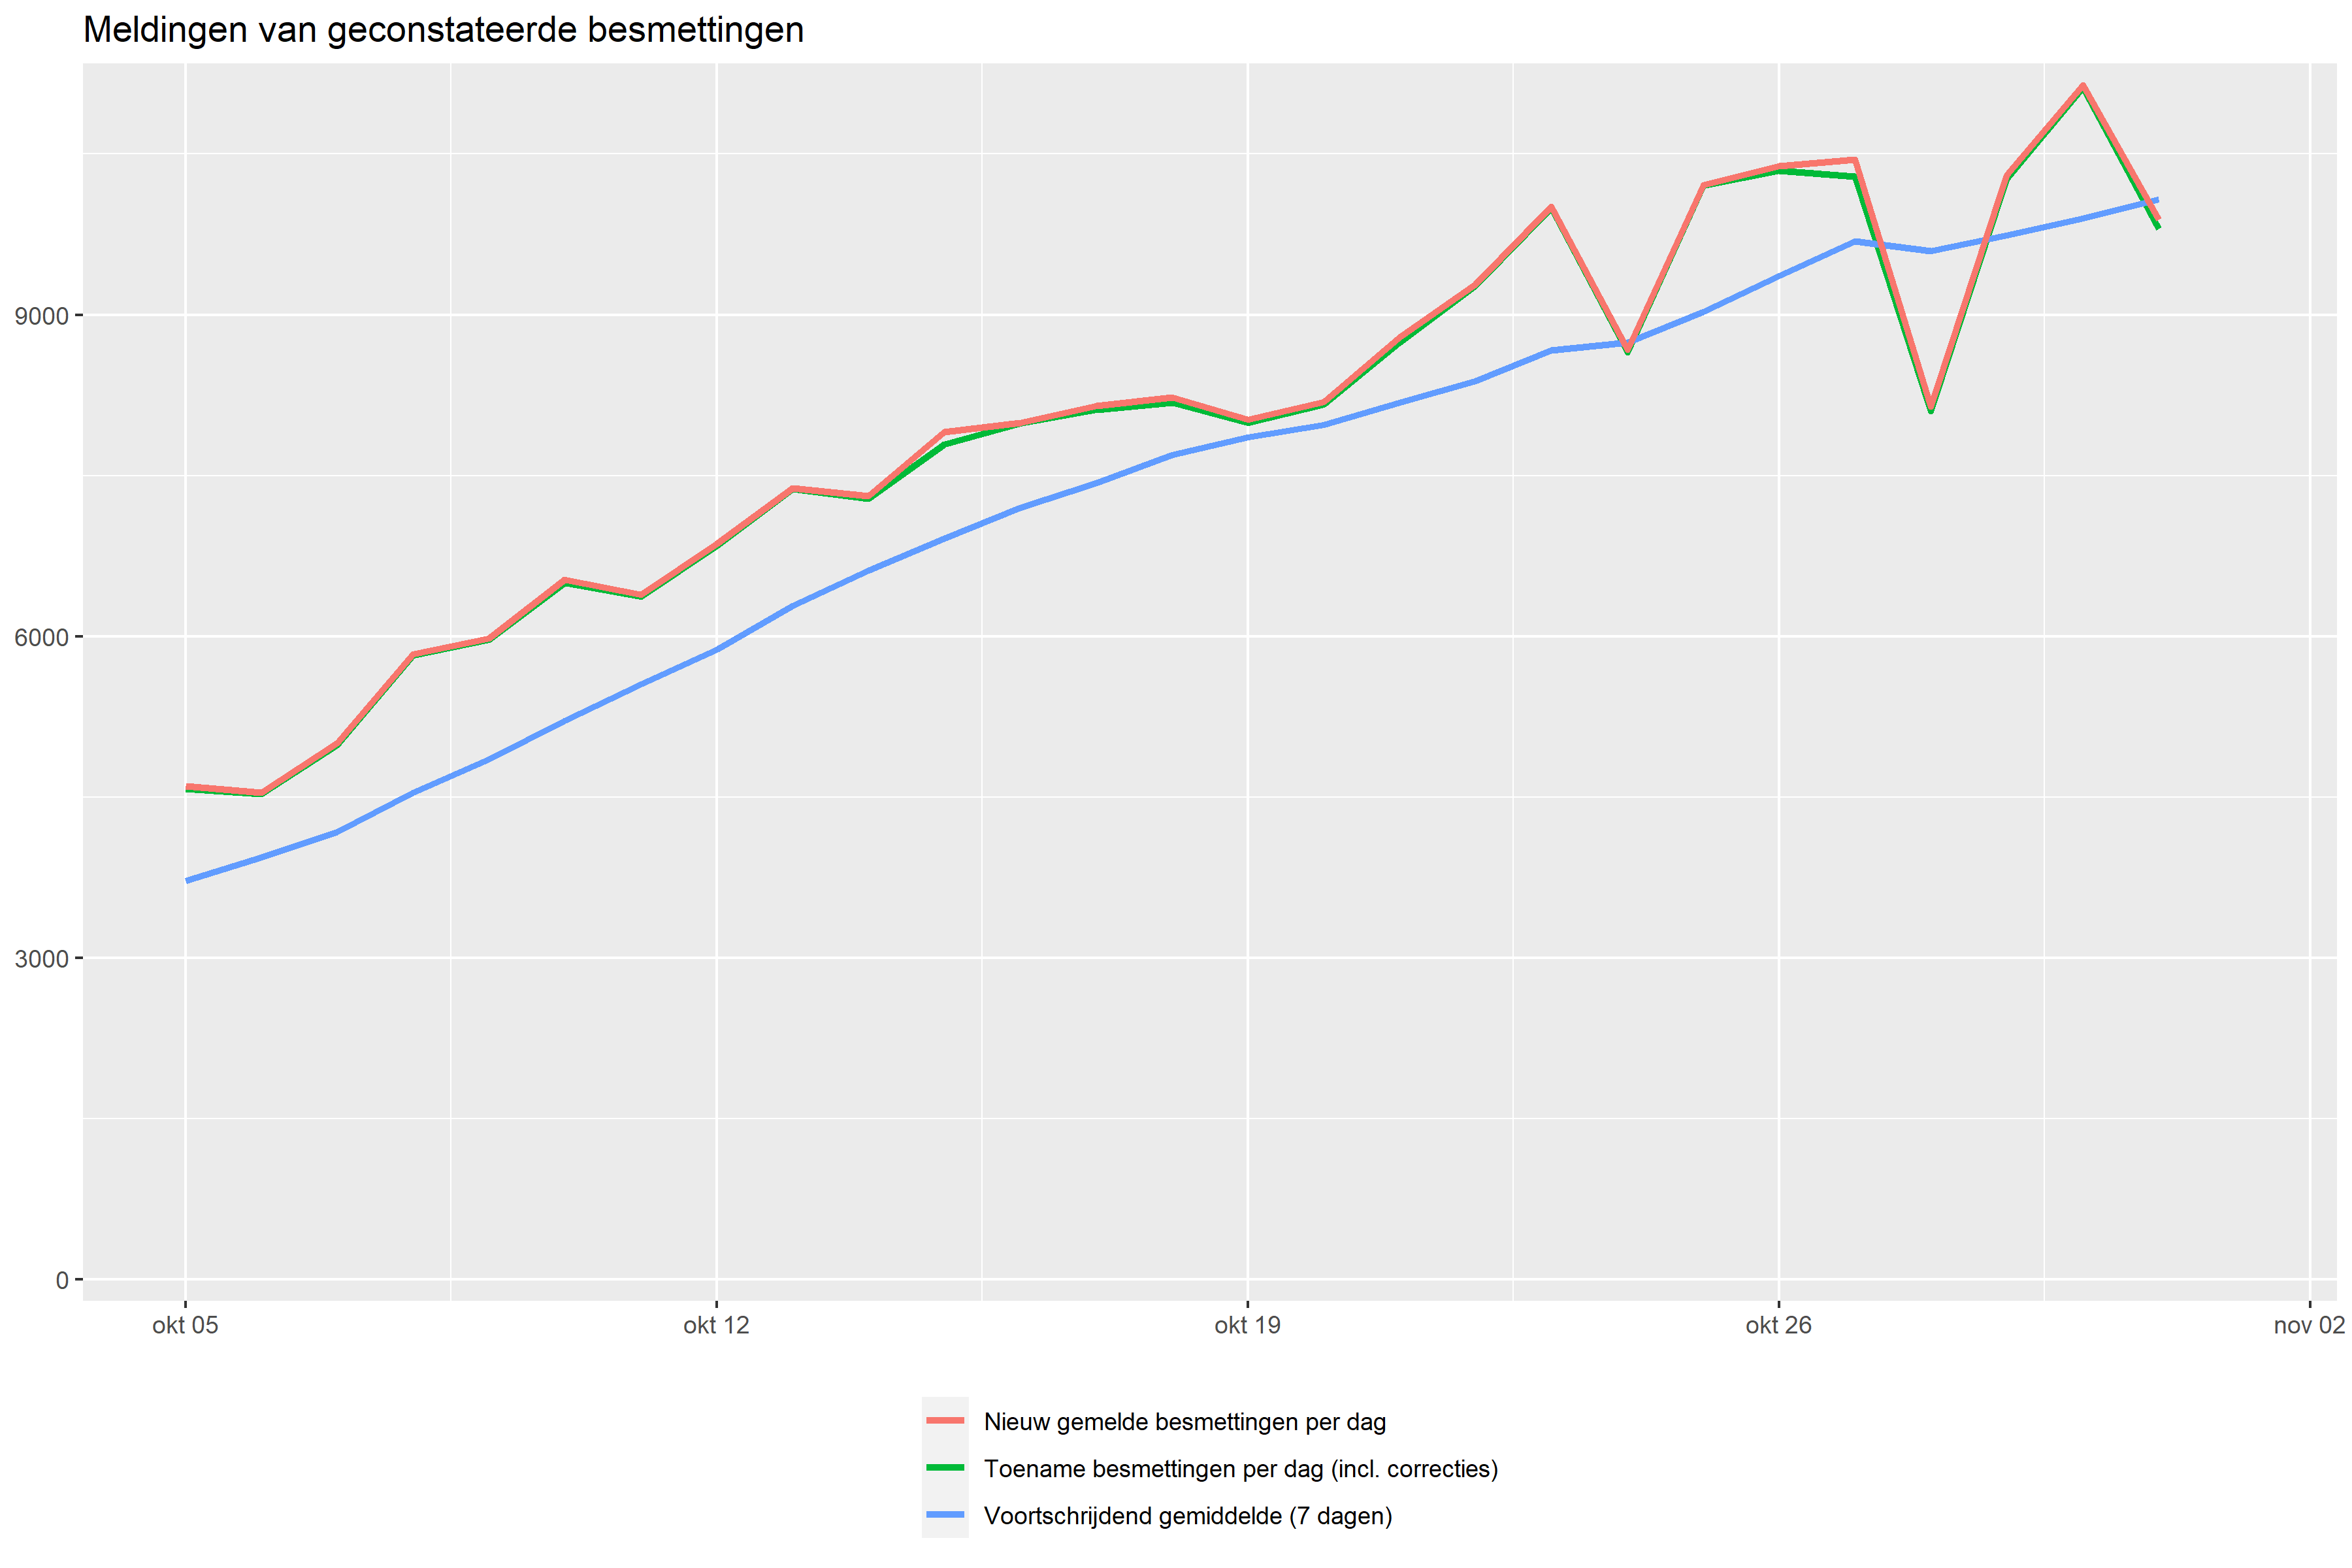 Meldingen van geconstateerde besmettingen
9000
6000
3000
0
okt 05 okt 12 okt 19 okt 26 nov 02
Nieuw gemelde besmettingen per dag
Toename besmettingen per dag (incl. correcties)
Voortschrijdend gemiddelde (7 dagen)